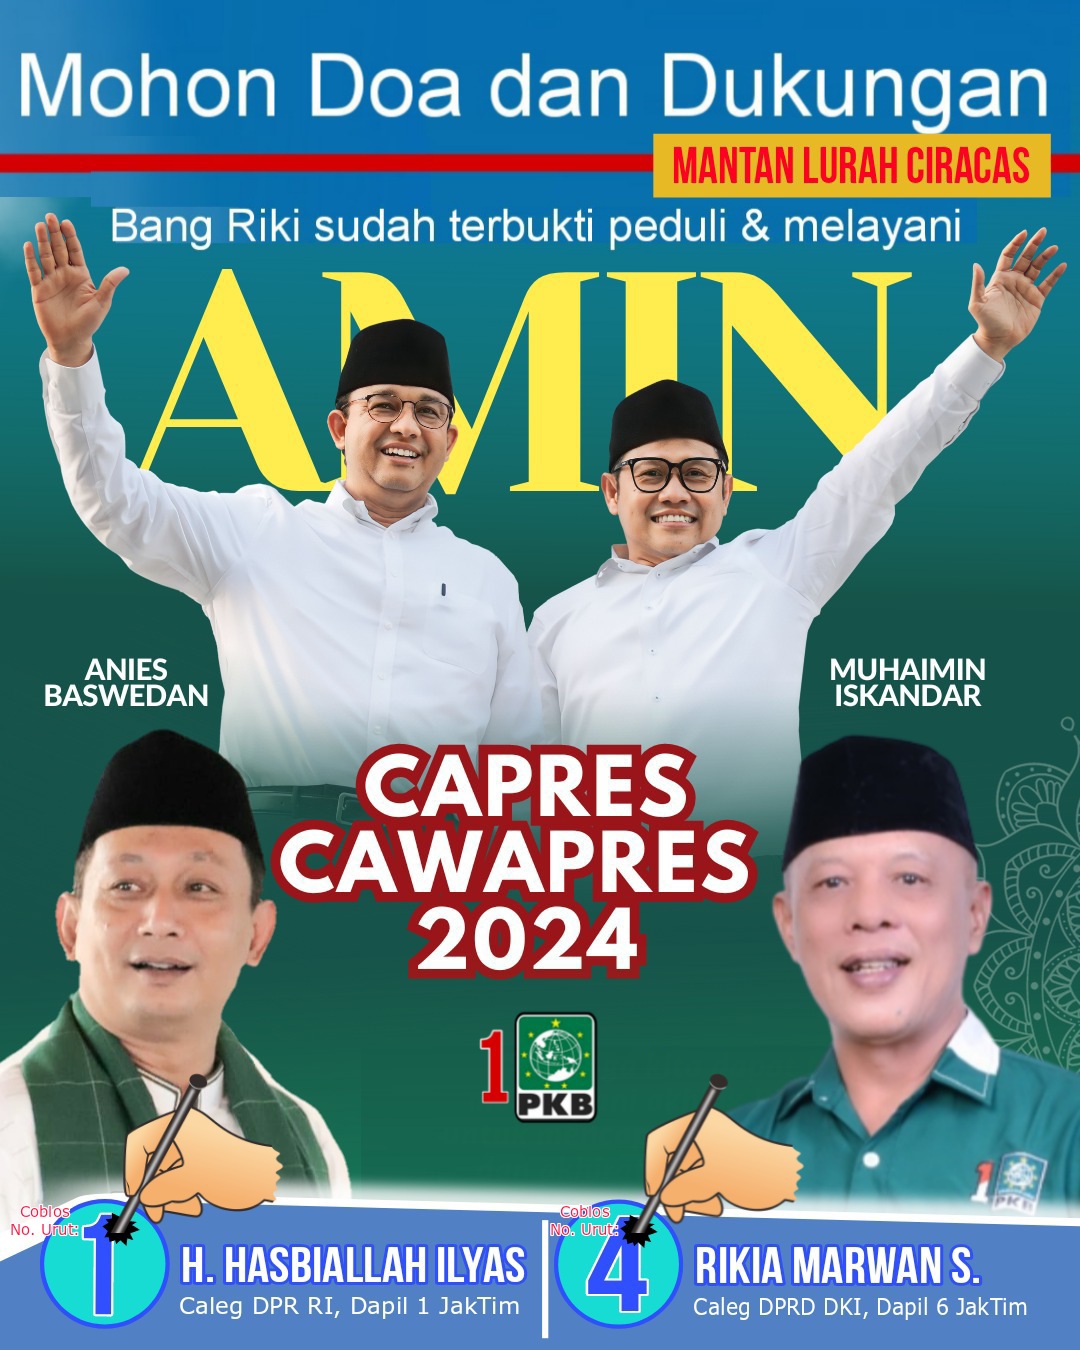 Mohon Doa dan Dukungan
MANTAN LURAH CIRACAS
Bang Riki sudah terbukti peduli & melayani
AMIN
ANIES
BASWEDAN
MUHAIMIN
ISKANDAR
CAPRES
CAWAPRES
2024
1
PKB
1
PKB
Coblos
No. Urut:
1
H. HASBIALLAH ILYAS
Caleg DPR RI, Dapil 1 JakTim
Coblos
No. Urut:
4
RIKIA MARWAN S.
Caleg DPRD DKI, Dapil 6 JakTim